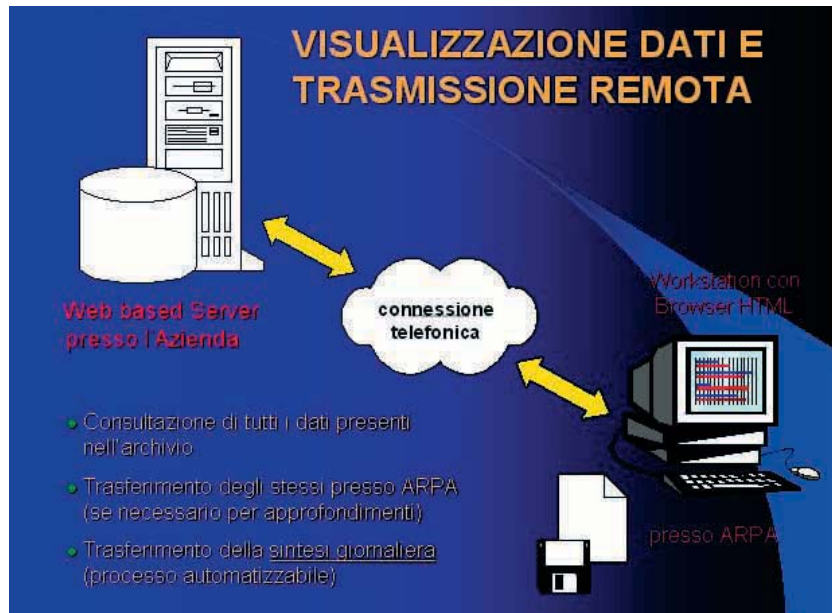 VISUALIZZAZIONE DATI E
TRASMISSIONE REMOTA
Web based Server
presso l'Azienda
connessione
telefonica
Workstation con
Browser HTML
presso ARPA
Consultazione di tutti i dati presenti
nell'archivio
Trasferimento degli stessi presso ARPA
(se necessario per approfondimenti)
Trasferimento della sintesi giornaliera
(processo automatizzabile)